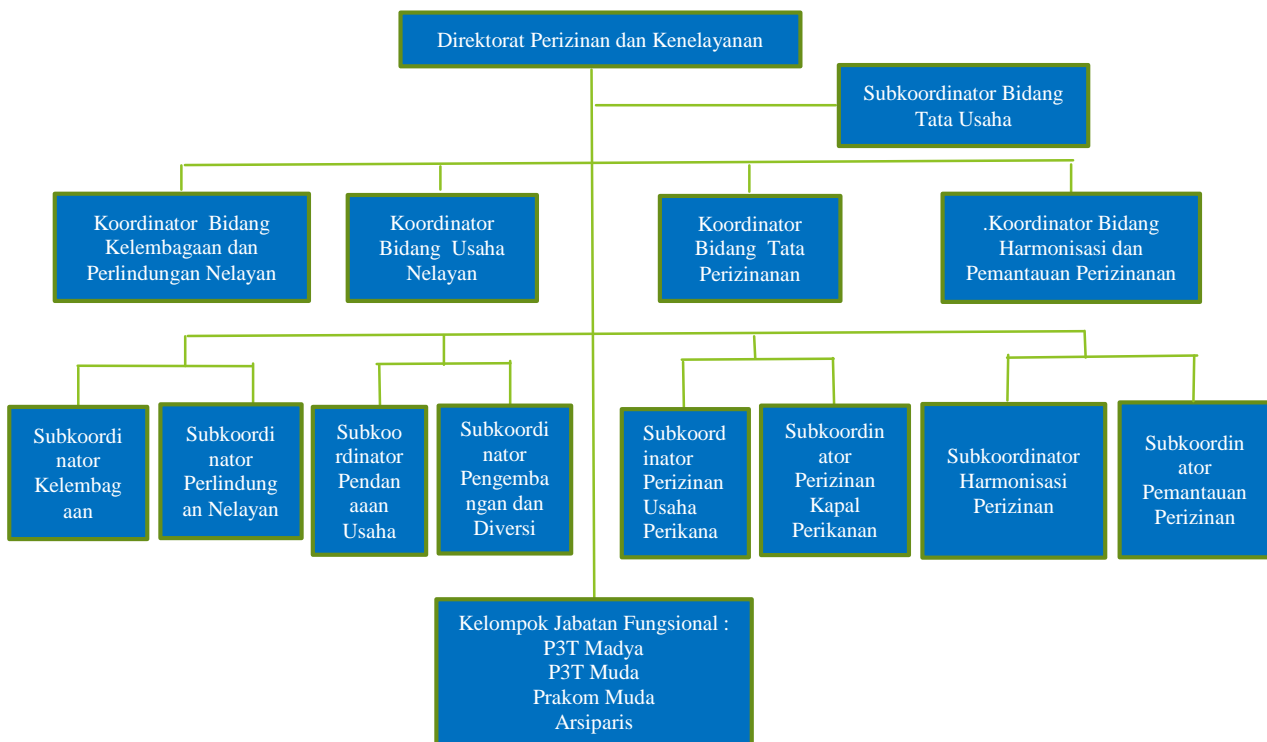 Direktorat Perizinan dan Kenelayanan
Subkoordinator Bidang
Tata Usaha
Koordinator Bidang
Kelembagaan dan
Perlindungan Nelayan
Koordinator
Bidang Usaha
Nelayan
Koordinator
Bidang Tata
Perizinanan
.Koordinator Bidang
Harmonisasi dan
Pemantauan Perizinanan
Subkoordi
nator
Kelembag
aan
Subkoordi
nator
Perlindung
an Nelayan
Subkoo
rdinator
Pendan
aaan
Usaha
Subkoordi
nator
Pengemba
ngan dan
Diversi
Subkoord
inator
Perizinan
Usaha
Perikana
Subkoordin
ator
Perizinan
Kapal
Perikanan
Subkoordinator
Harmonisasi
Perizinan
Subkoordin
ator
Pemantauan
Perizinan
Kelompok Jabatan Fungsional :
P3T Madya
P3T Muda
Prakom Muda
Arsiparis